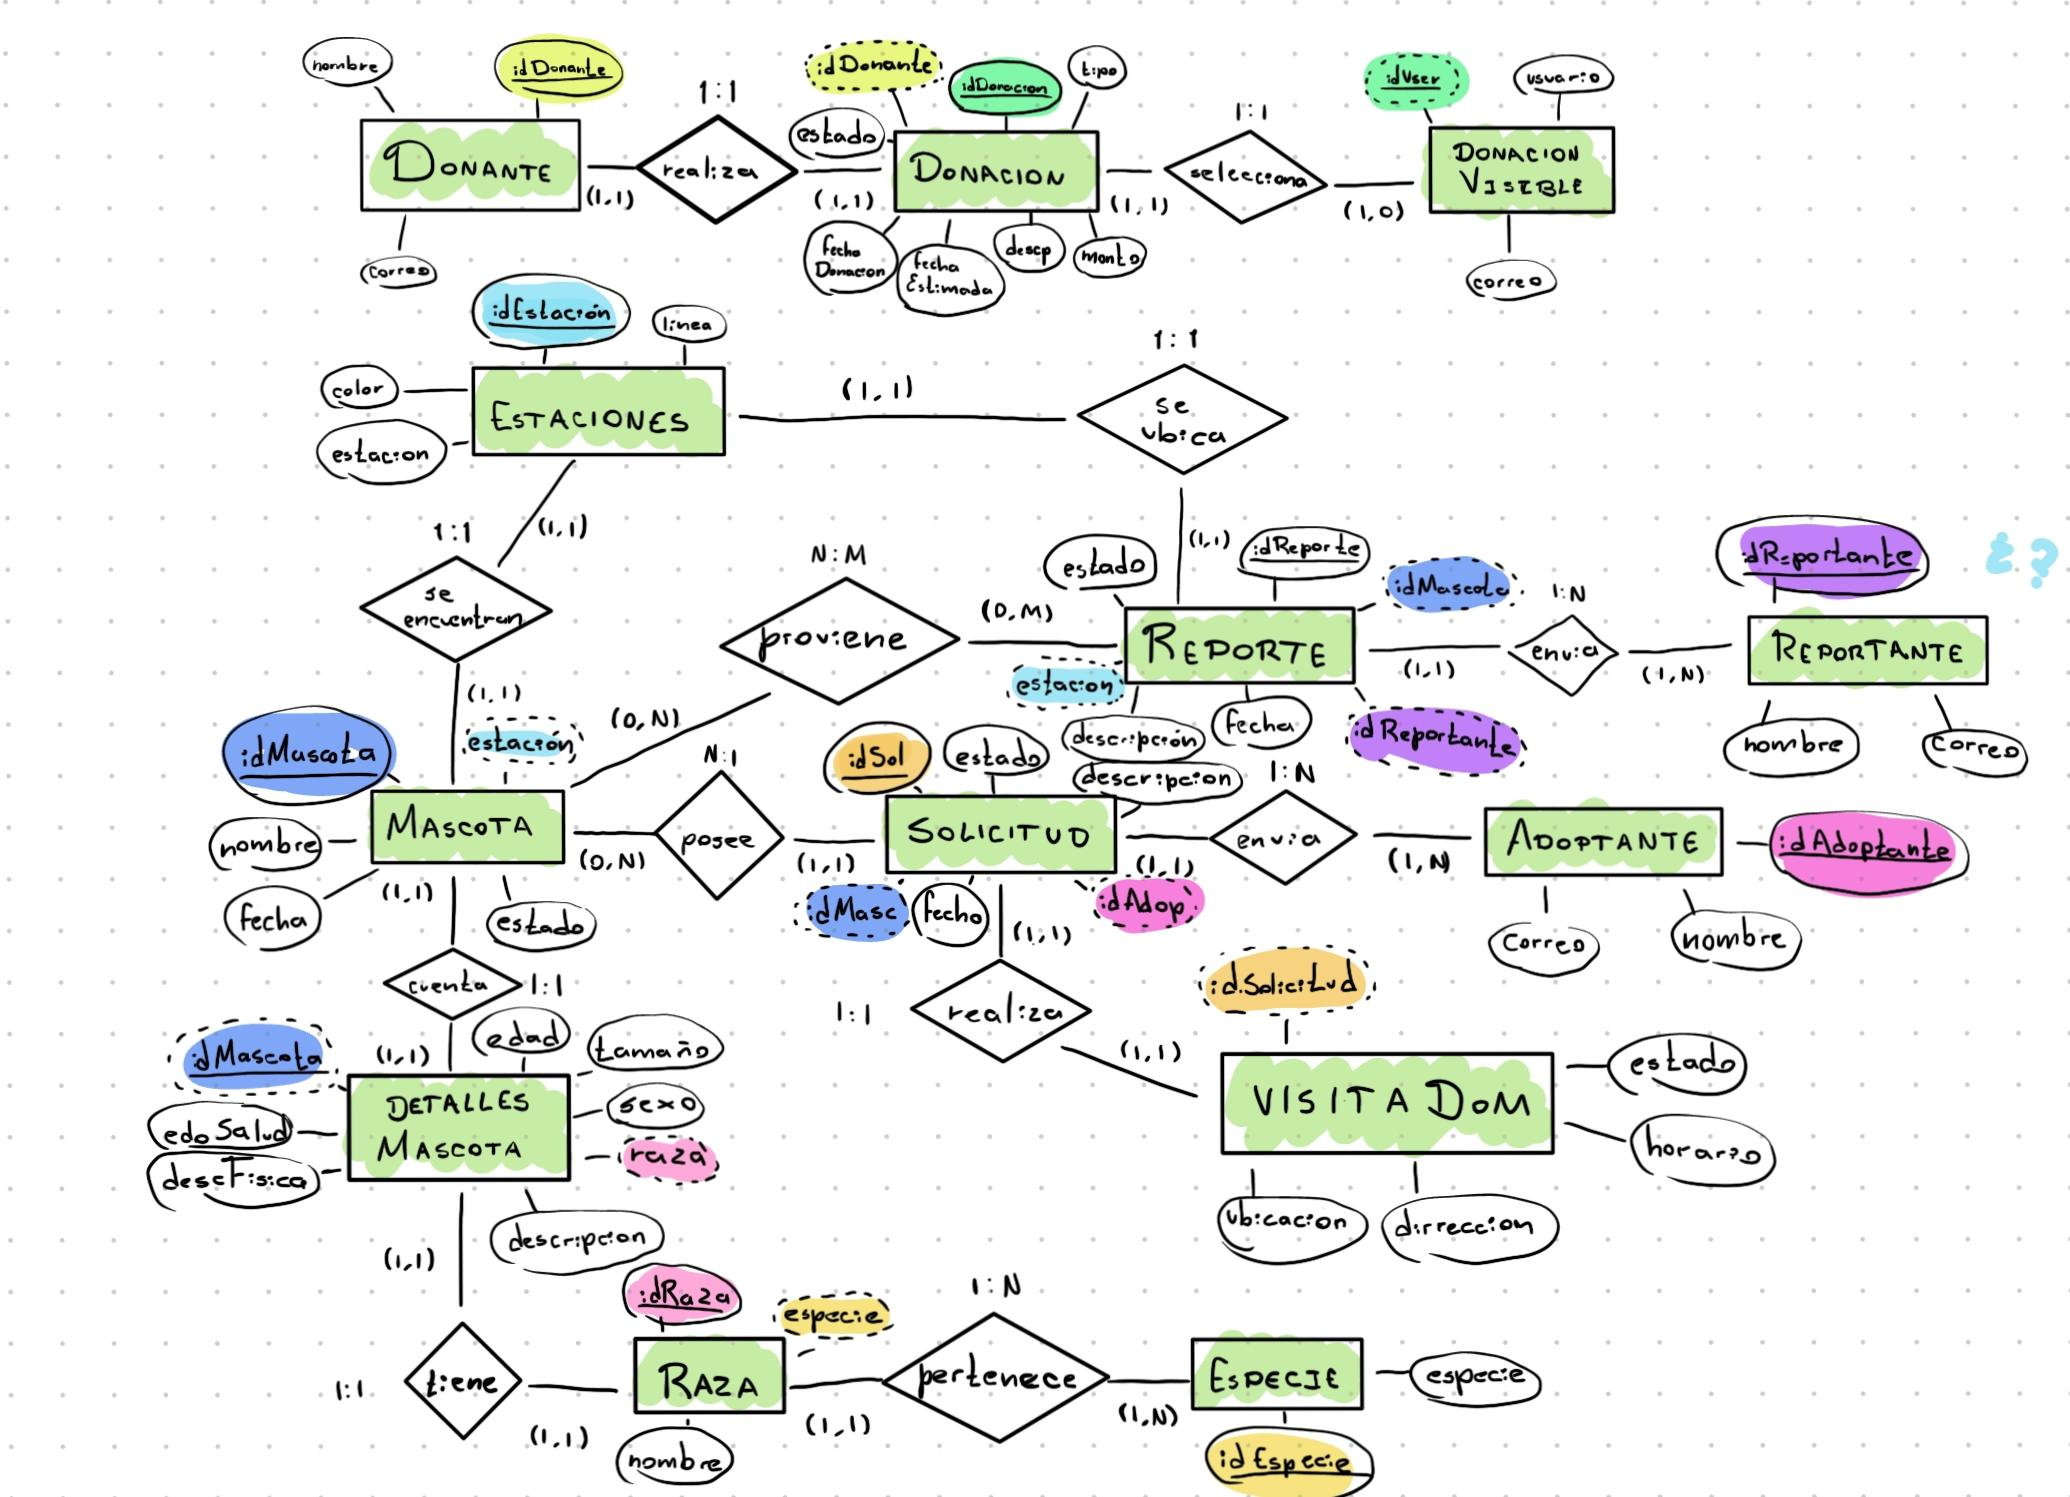 nombre
idDonante
1:1
idDonante
idDonacion
tipo
1:1
idUser
usuario
DONANTE
(1,1)
realiza
estado
(1,1)
DONACION
(1,1)
selecciona
(1,0)
DONACION
VISIBLE
correo
fecha
Donacion
fecha
Estimada
descp
monto
correo
idEstación
linea
color
estacion
ESTACIONES
(1,1)
1:1
se
ubica
(1,1)
1:1
(1,1)
se
encuentran
(1,1)
N:M
proviene
(0,M)
(0,N)
estado
idReporte
idMascota
REPORTE
estacion
descripción
fecha
idReportante
1:N
(1,1)
envia
(1,N)
idReportante
¿?
REPORTANTE
nombre
correo
idMascota
estación
MASCOTA
nombre
fecha
(1,1)
estado
N:1
(0,N)
posee
(1,1)
idSol
estado
descripcion
SOLICITUD
idMasc
fecha
idAdop
(1,1)
1:N
envia
(1,N)
ADOPTANTE
idAdoptante
correo
nombre
cuenta
1:1
(1,1)
(1,1)
1:1
realiza
(1,1)
id.Solicitud
VISITA DOM
estado
horario
ubicacion
dirreccion
idMascota
edad
tamaño
edoSalud
descFisica
DETALLES
MASCOTA
sexo
raza
descripcion
(1,1)
1:1
tiene
(1,1)
idRaza
especie
RAZA
nombre
(1,1)
1:N
pertenece
(1,N)
ESPECIE
especie
idEspecie